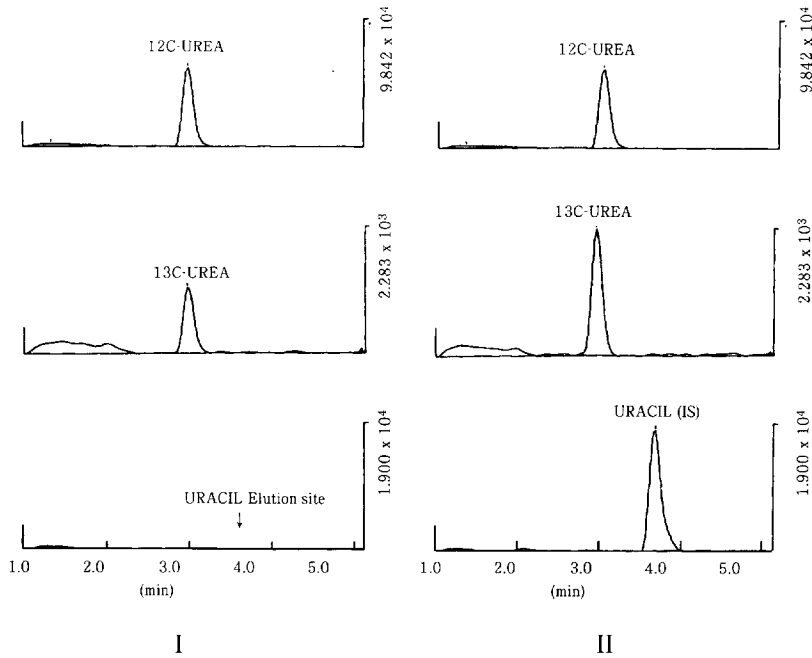 12C-UREA
9.842 x 10⁴
12C-UREA
9.842 x 10⁴
13C-UREA
2.283 x 10³
13C-UREA
2.283 x 10³
URACIL Elution site
↓
1.900 x 10⁴
URACIL (IS)
1.900 x 10⁴
1.0 2.0 3.0 4.0 5.0
(min)
1.0 2.0 3.0 4.0 5.0
(min)
I
II